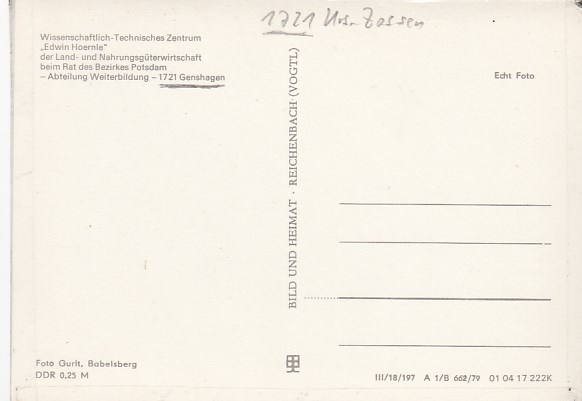 1721 Krs. Zossen
Wissenschaftlich-Technisches Zentrum
„Edwin Hoernle"
der Land- und Nahrungsgüterwirtschaft
beim Rat des Bezirkes Potsdam
– Abteilung Weiterbildung – 1721 Genshagen
Echt Foto
BILD UND HEIMAT · REICHENBACH (VOGTL)
Foto Gurlt, Babelsberg
DDR 0,25 M
III/18/197 A 1/B 662/79 01 04 17 222K